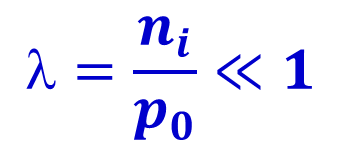 λ = nᵢ / p₀ ≪ 1